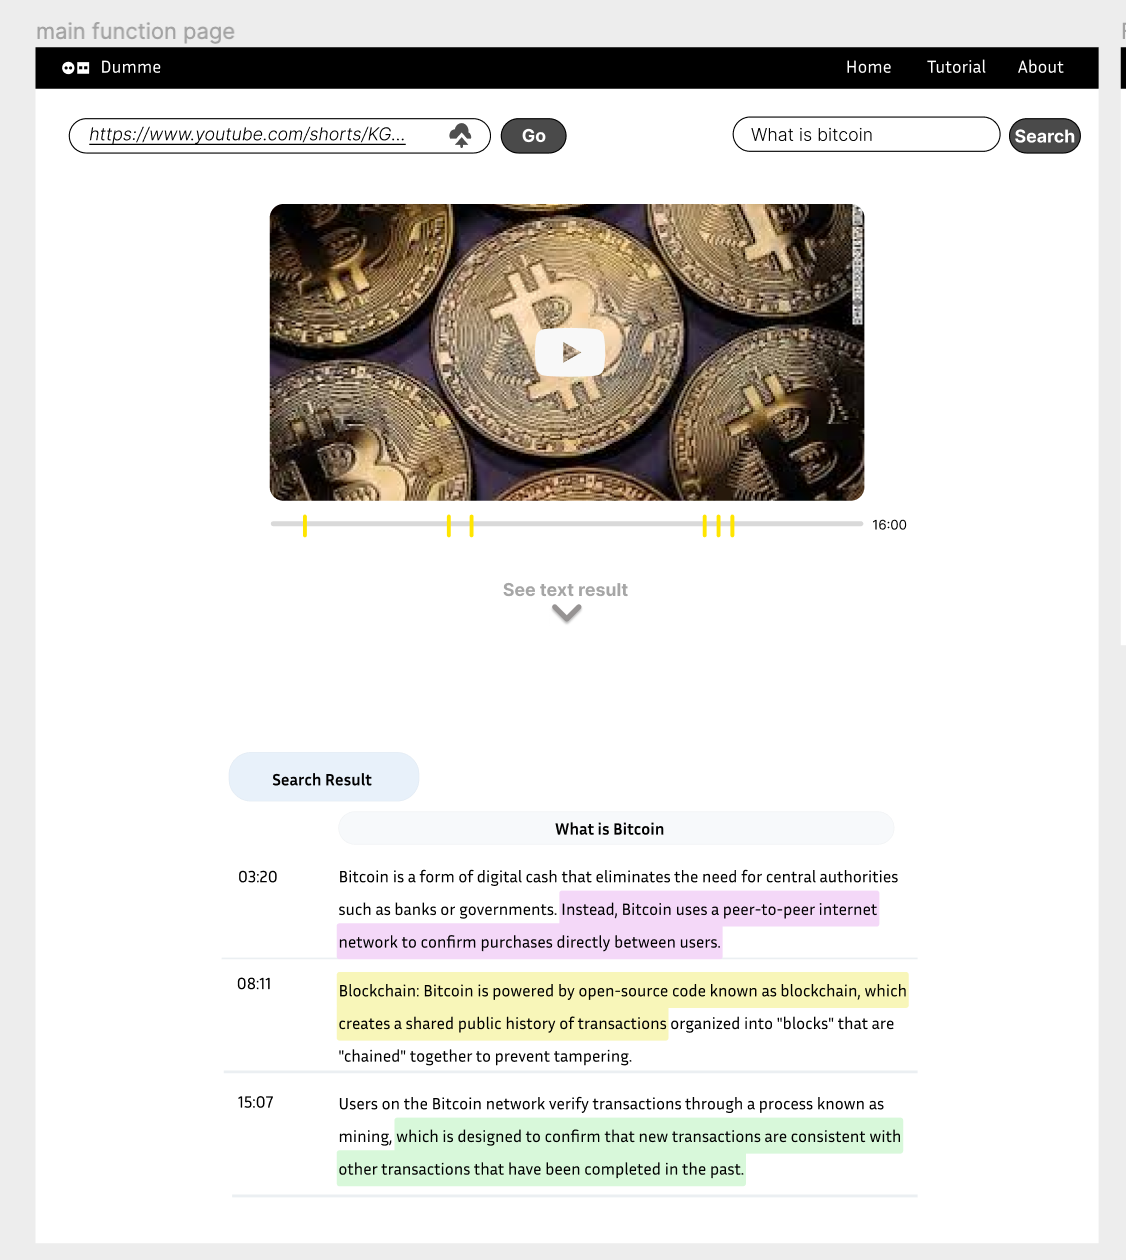 main function page
Dumme
Home Tutorial About
https://www.youtube.com/shorts/KG...
Go
What is bitcoin
Search
16:00
See text result
Search Result
What is Bitcoin
03:20
Bitcoin is a form of digital cash that eliminates the need for central authorities
such as banks or governments. Instead, Bitcoin uses a peer-to-peer internet
network to confirm purchases directly between users.
08:11
Blockchain: Bitcoin is powered by open-source code known as blockchain, which
creates a shared public history of transactions organized into "blocks" that are
"chained" together to prevent tampering.
15:07
Users on the Bitcoin network verify transactions through a process known as
mining, which is designed to confirm that new transactions are consistent with
other transactions that have been completed in the past.